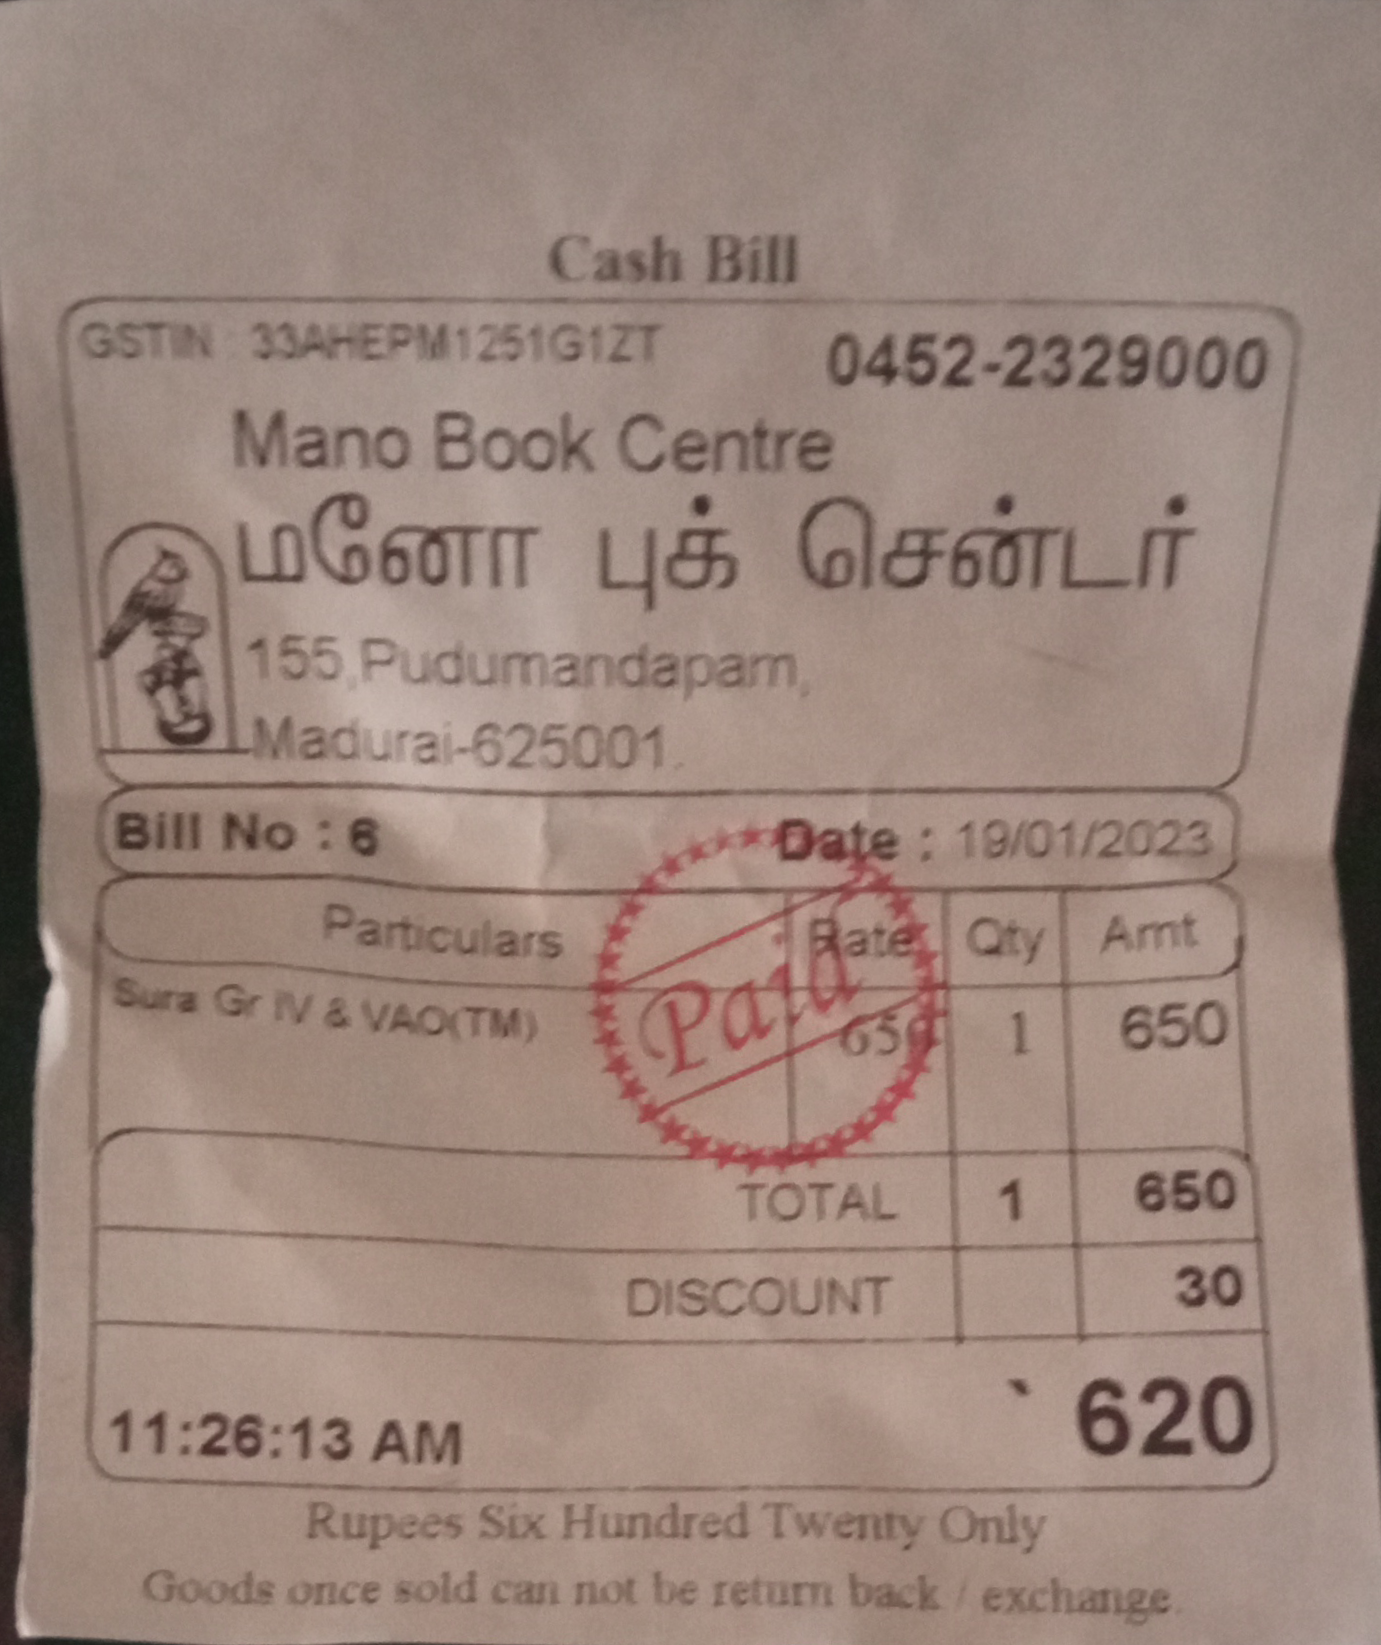 Cash Bill
GSTIN : 33AHEPM1251G1ZT 0452-2329000
Mano Book Centre
மனோ புக் சென்டர்
155,Pudumandapam,
Madurai-625001.
Bill No : 6 Date : 19/01/2023
Particulars Rate Qty Amt
Paid
Sura Gr IV & VAO(TM) 650 1 650
TOTAL 1 650
DISCOUNT 30
11:26:13 AM ` 620
Rupees Six Hundred Twenty Only
Goods once sold can not be return back / exchange.